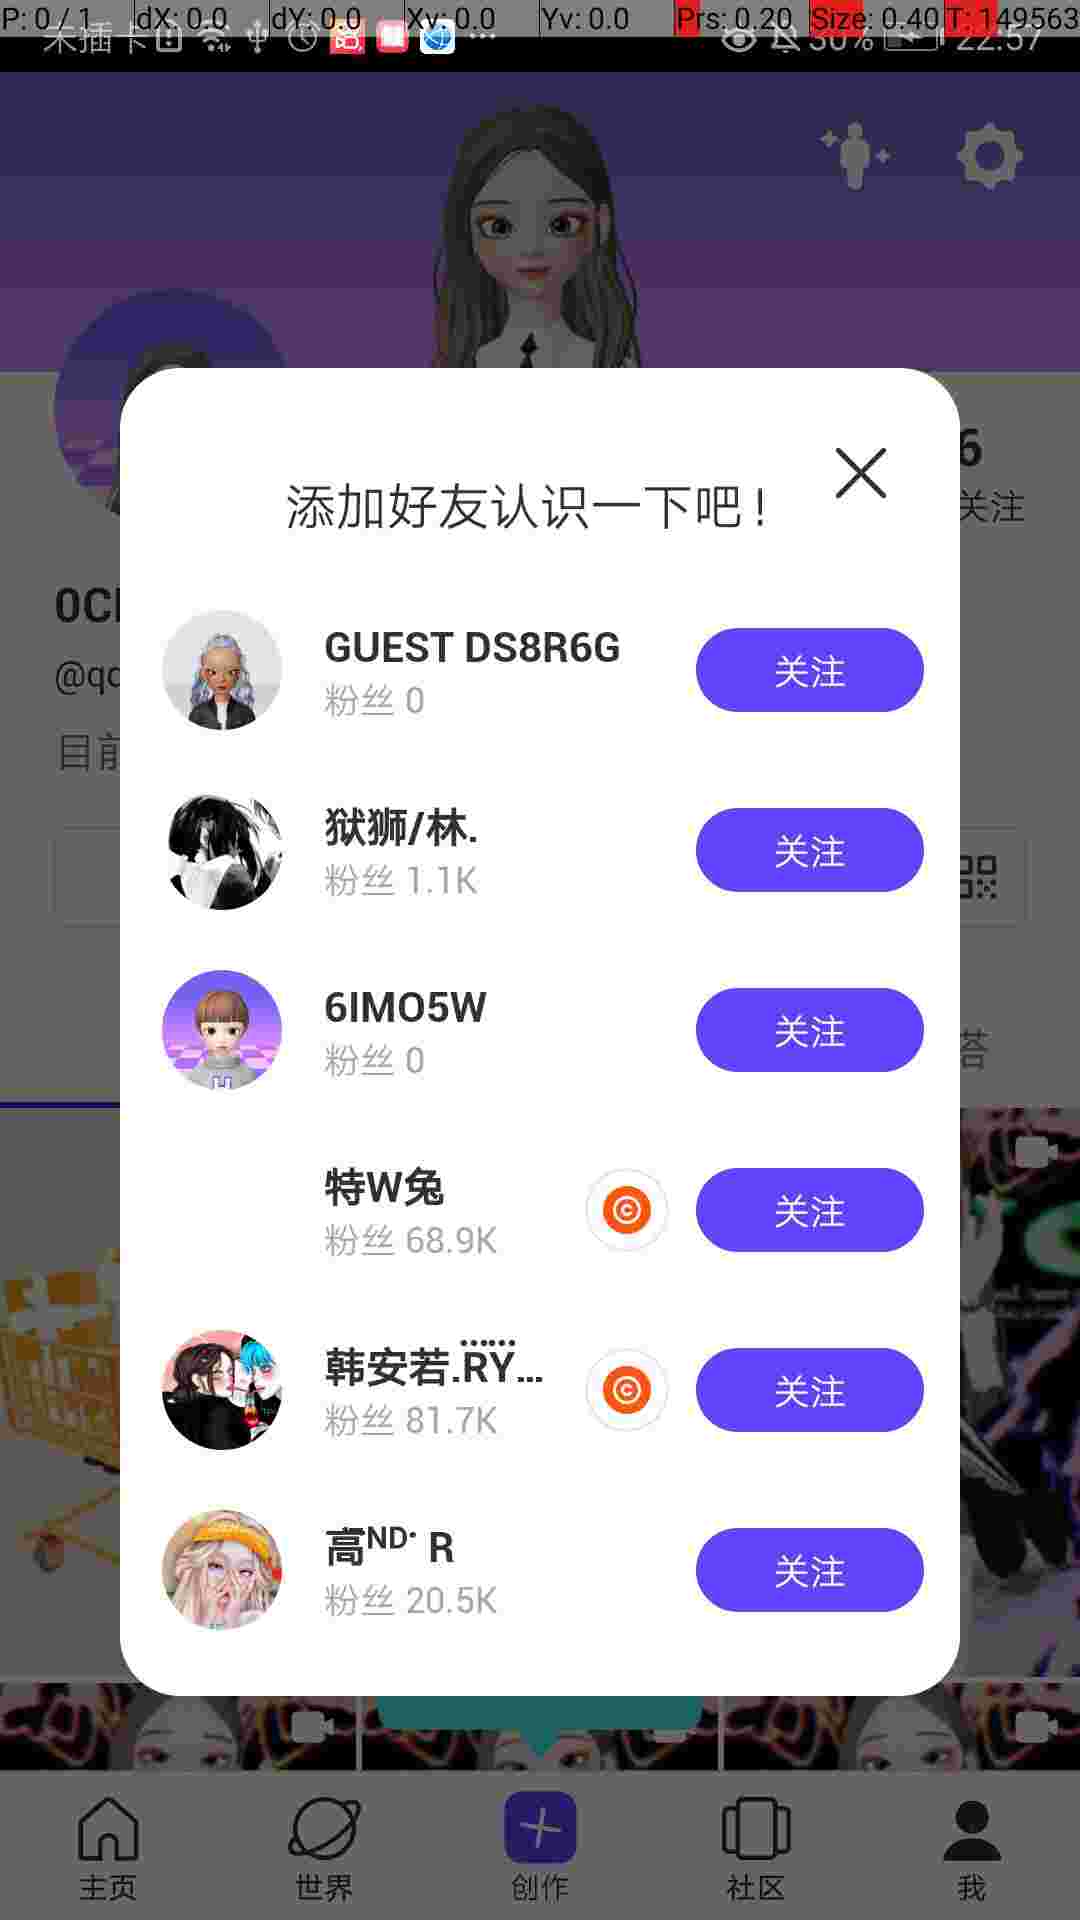 P: 0 / 1 dX: 0.0 dY: 0.0 Xv: 0.0 Yv: 0.0 Prs: 0.20 Size: 0.40 T: 149563
未插卡 30% 22:57
6
关注
添加好友认识一下吧!
0C
@qc
目前
GUEST DS8R6G
粉丝 0
关注
狱狮/林.
粉丝 1.1K
关注
6IMO5W
粉丝 0
关注
答
特W兔
粉丝 68.9K
关注
韩安若.RY...
粉丝 81.7K
关注
高ᴺᴰ· R
粉丝 20.5K
关注
主页 世界 创作 社区 我